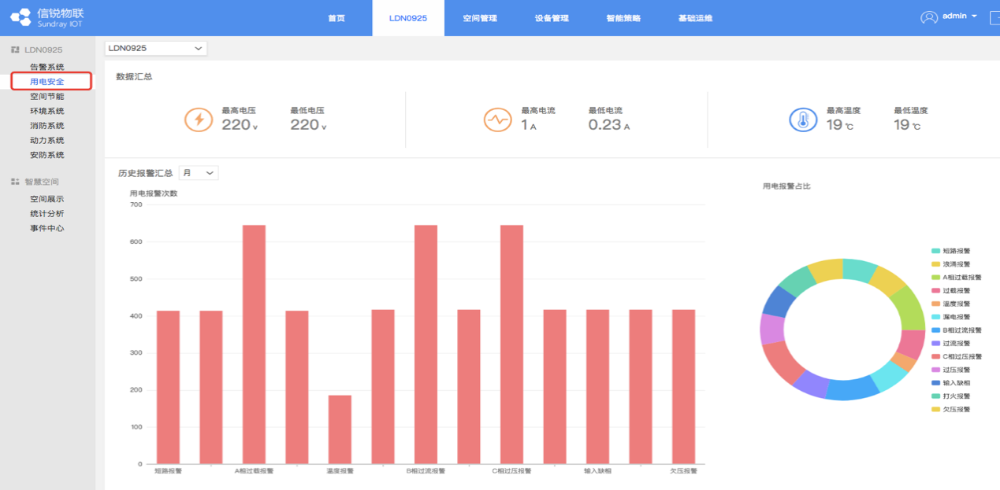 信锐物联
Sundray IOT
首页
LDN0925
空间管理
设备管理
智能策略
基础运维
admin
LDN0925
告警系统
用电安全
空间节能
环境系统
消防系统
动力系统
安防系统
智慧空间
空间展示
统计分析
事件中心
LDN0925
数据汇总
最高电压
220 v
最低电压
220 v
最高电流
1 A
最低电流
0.23 A
最高温度
19 ℃
最低温度
19 ℃
历史报警汇总
月
用电报警次数
700
600
500
400
300
200
100
0
短路报警
A相过载报警
温度报警
B相过流报警
C相过压报警
输入缺相
欠压报警
用电报警占比
短路报警
浪涌报警
A相过载报警
过载报警
温度报警
漏电报警
B相过流报警
过流报警
C相过压报警
过压报警
输入缺相
打火报警
欠压报警